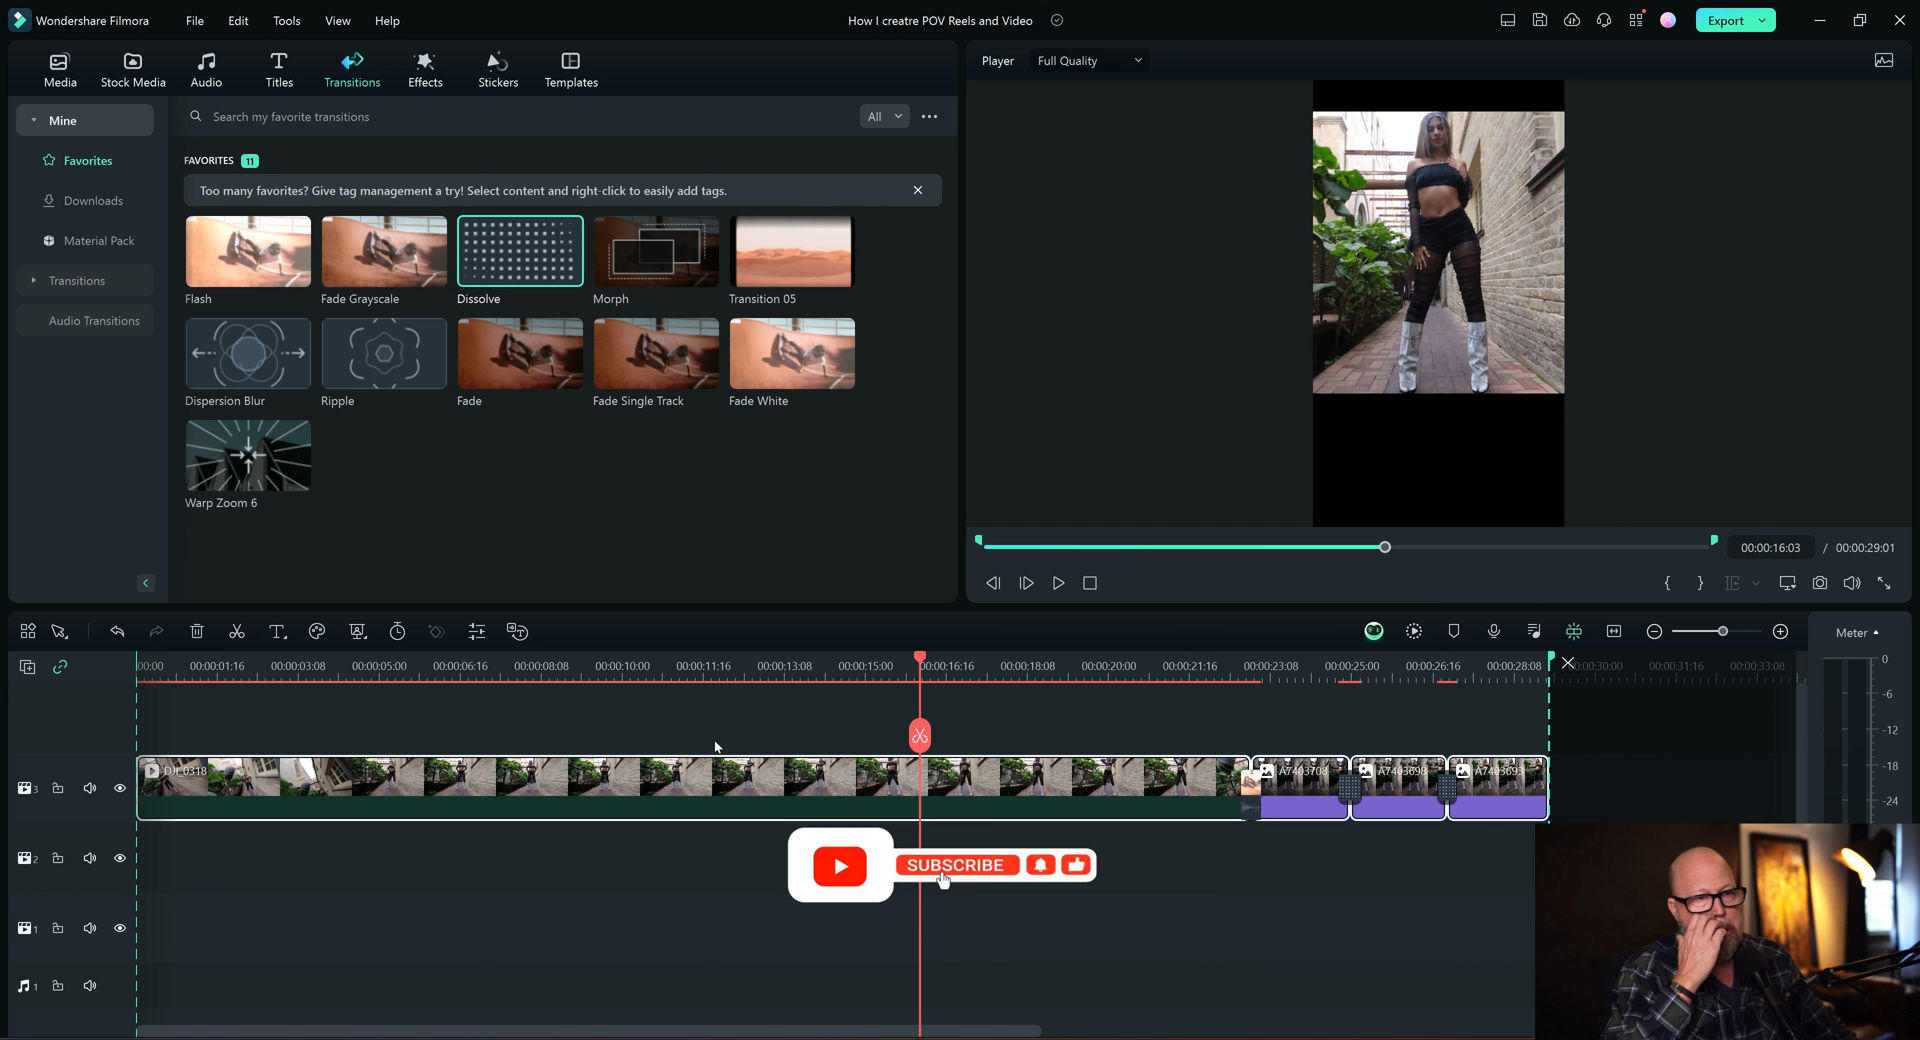 Wondershare Filmora
File
Edit
Tools
View
Help
How I creatre POV Reels and Video
Export
Media
Stock Media
Audio
Titles
Transitions
Effects
Stickers
Templates
Player
Full Quality
Mine
Search my favorite transitions
All
Favorites
FAVORITES 11
Too many favorites? Give tag management a try! Select content and right-click to easily add tags.
Downloads
Material Pack
Transitions
Audio Transitions
Flash
Fade Grayscale
Dissolve
Morph
Transition 05
Dispersion Blur
Ripple
Fade
Fade Single Track
Fade White
Warp Zoom 6
00:00:16:03 / 00:00:29:01
Meter
00:00
00:00:01:16
00:00:03:08
00:00:05:00
00:00:06:16
00:00:08:08
00:00:10:00
00:00:11:16
00:00:13:08
00:00:15:00
00:00:16:16
00:00:18:08
00:00:20:00
00:00:21:16
00:00:23:08
00:00:25:00
00:00:26:16
00:00:28:08
00:00:30:00
00:00:31:16
00:00:33:08
0
-6
-12
-18
-24
3
DJI_0318
A7403708
A7403698
A7403693
2
SUBSCRIBE
1
1